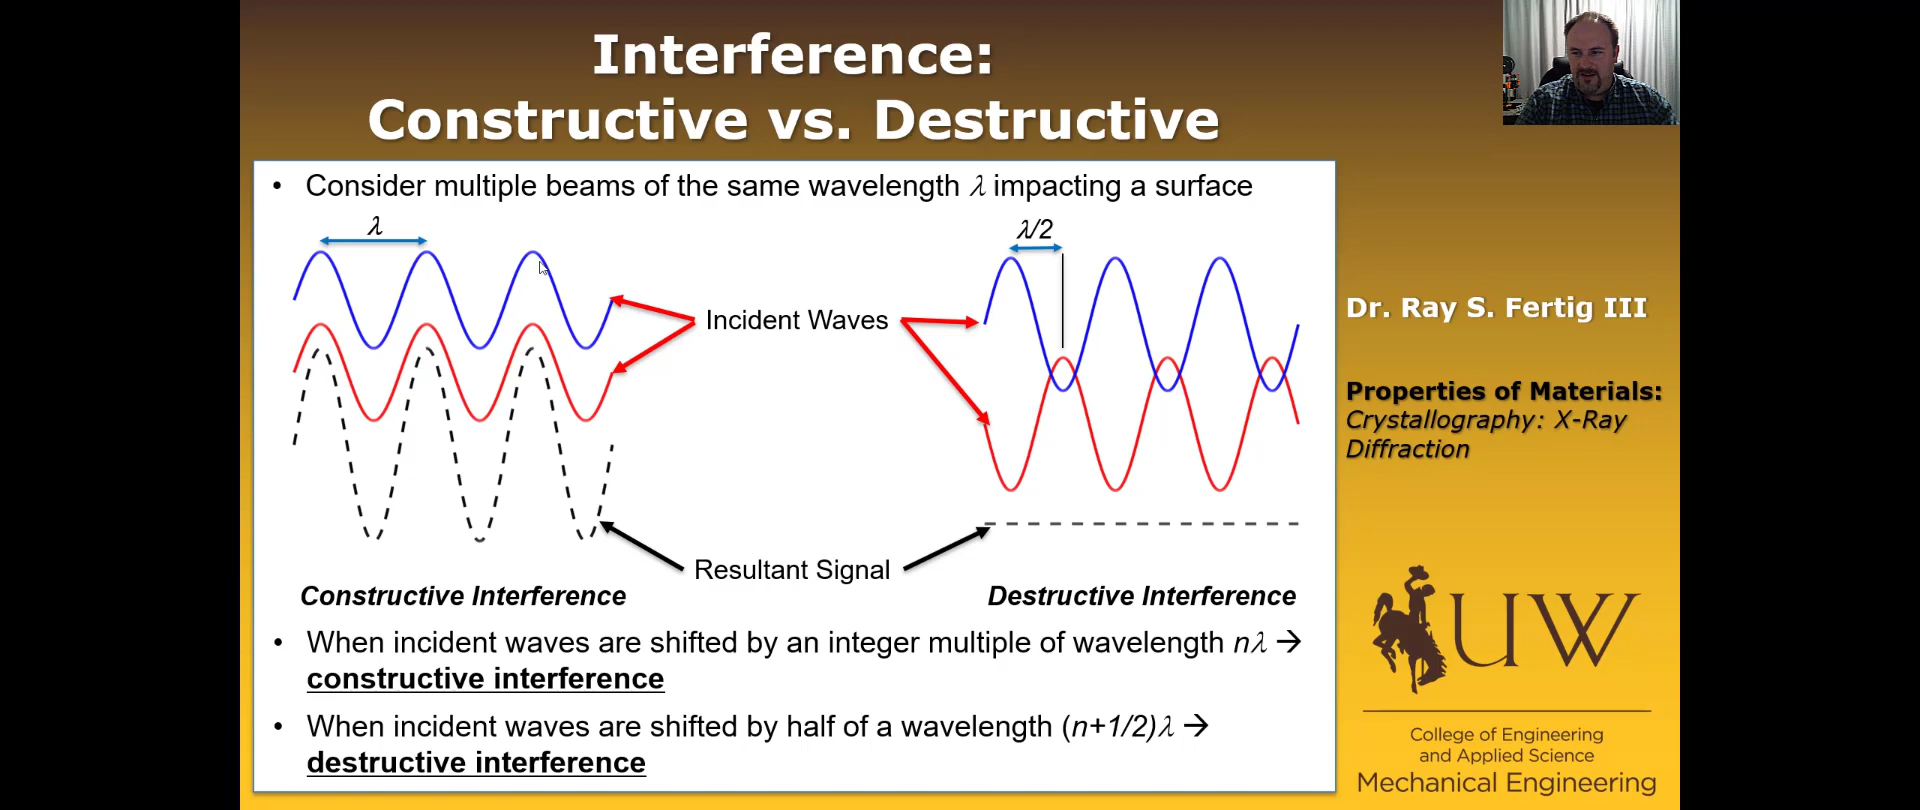 Interference:
Constructive vs. Destructive
• Consider multiple beams of the same wavelength λ impacting a surface
λ
λ/2
Incident Waves
Resultant Signal
Constructive Interference
Destructive Interference
• When incident waves are shifted by an integer multiple of wavelength nλ →
constructive interference
• When incident waves are shifted by half of a wavelength (n+1/2)λ →
destructive interference
Dr. Ray S. Fertig III
Properties of Materials:
Crystallography: X-Ray
Diffraction
UW
College of Engineering
and Applied Science
Mechanical Engineering